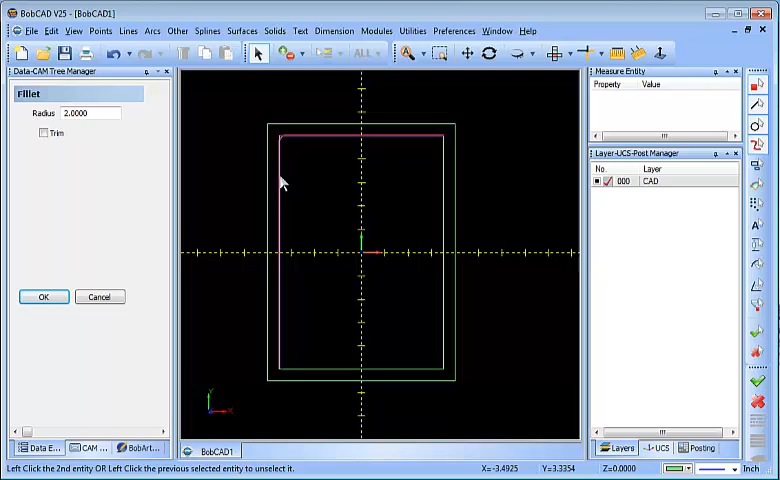 BobCAD V25 - [BobCAD1]
File Edit View Points Lines Arcs Other Splines Surfaces Solids Text Dimension Modules Utilities Preferences Window Help
ALL
Data-CAM Tree Manager
Fillet
Radius 2.0000
Trim
OK Cancel
Data E... CAM ... BobArt...
Y
X
BobCAD1
Measure Entity
Property Value
Layer-UCS-Post Manager
No. Layer
000 CAD
Layers UCS Posting
Left Click the 2nd entity OR Left Click the previous selected entity to unselect it.
X=-3.4925 Y=3.3354 Z=0.0000 Inch